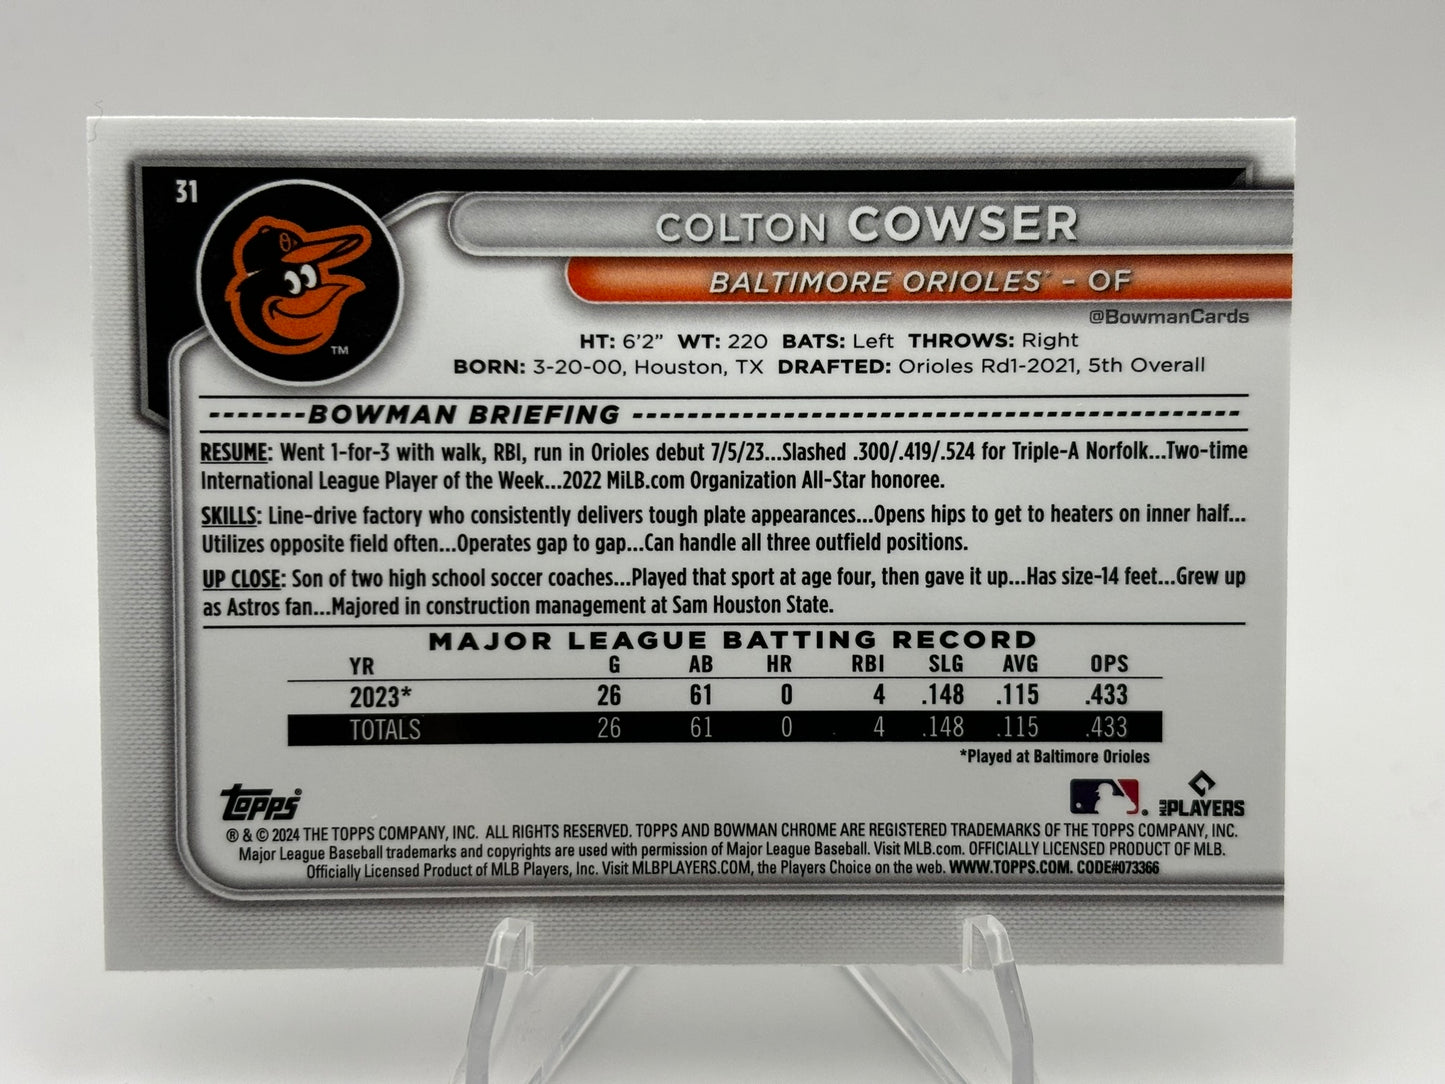 31
COLTON COWSER
BALTIMORE ORIOLES - OF
@BowmanCards
HT: 6'2" WT: 220 BATS: Left THROWS: Right
BORN: 3-20-00, Houston, TX DRAFTED: Orioles Rd1-2021, 5th Overall
BOWMAN BRIEFING
RESUME: Went 1-for-3 with walk, RBI, run in Orioles debut 7/5/23...Slashed .300/.419/.524 for Triple-A Norfolk...Two-time
International League Player of the Week...2022 MiLB.com Organization All-Star honoree.
SKILLS: Line-drive factory who consistently delivers tough plate appearances...Opens hips to get to heaters on inner half...
Utilizes opposite field often...Operates gap to gap...Can handle all three outfield positions.
UP CLOSE: Son of two high school soccer coaches...Played that sport at age four, then gave it up...Has size-14 feet...Grew up
as Astros fan...Majored in construction management at Sam Houston State.
MAJOR LEAGUE BATTING RECORD
YR G AB HR RBI SLG AVG OPS
2023* 26 61 0 4 .148 .115 .433
TOTALS 26 61 0 4 .148 .115 .433
*Played at Baltimore Orioles
TM
Topps®
MLB PLAYERS
® & © 2024 THE TOPPS COMPANY, INC. ALL RIGHTS RESERVED. TOPPS AND BOWMAN CHROME ARE REGISTERED TRADEMARKS OF THE TOPPS COMPANY, INC.
Major League Baseball trademarks and copyrights are used with permission of Major League Baseball. Visit MLB.com. OFFICIALLY LICENSED PRODUCT OF MLB.
Officially Licensed Product of MLB Players, Inc. Visit MLBPLAYERS.COM, the Players Choice on the web. WWW.TOPPS.COM. CODE#073366